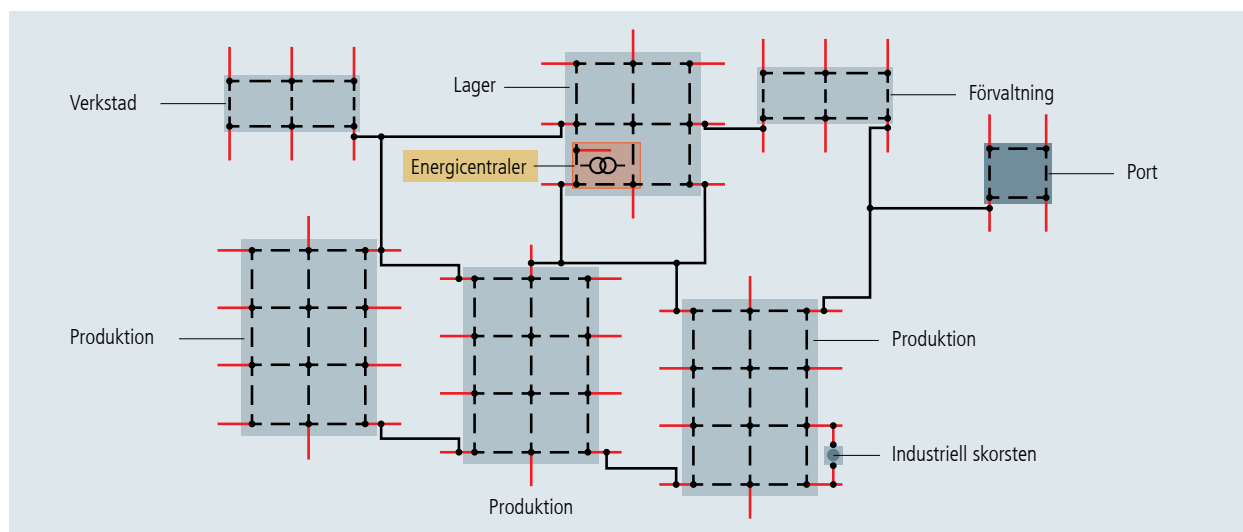 Lager
Verkstad
Förvaltning
Energicentraler
Port
Produktion
Produktion
Industriell skorsten
Produktion